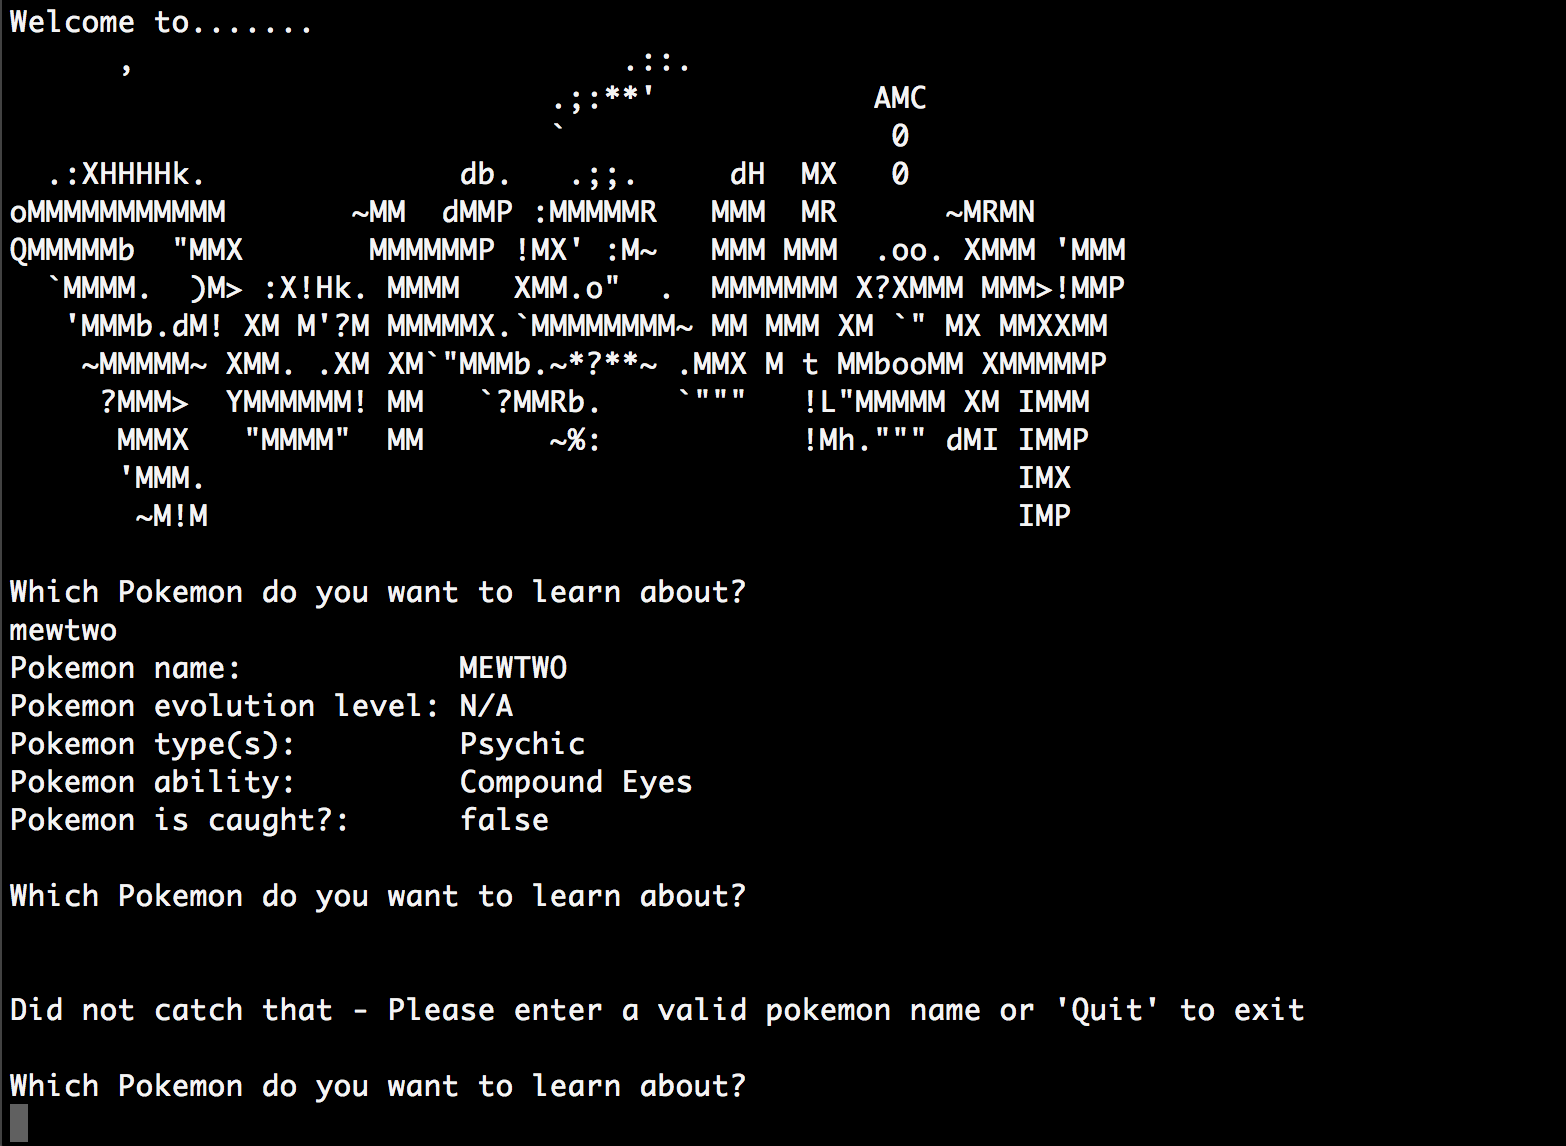 Welcome to.......
      ,                           .::.
                              .;:**'            AMC
                              `                  0
  .:XHHHHk.              db.   .;;.     dH  MX   0
oMMMMMMMMMMM       ~MM  dMMP :MMMMMR   MMM  MR      ~MRMN
QMMMMMb  "MMX       MMMMMMP !MX' :M~   MMM MMM  .oo. XMMM 'MMM
  `MMMM.  )M> :X!Hk. MMMM   XMM.o"  .  MMMMMMM X?XMMM MMM>!MMP
   'MMMb.dM! XM M'?M MMMMMX.`MMMMMMMM~ MM MMM XM `" MX MMXXMM
    ~MMMMM~ XMM. .XM XM`"MMMb.~*?**~ .MMX M t MMbooMM XMMMMMP
     ?MMM>  YMMMMMM! MM   `?MMRb.    `"""   !L"MMMMM XM IMMM
      MMMX   "MMMM"  MM       ~%:           !Mh.""" dMI IMMP
      'MMM.                                             IMX
       ~M!M                                             IMP
Which Pokemon do you want to learn about?
mewtwo
Pokemon name:            MEWTWO
Pokemon evolution level: N/A
Pokemon type(s):         Psychic
Pokemon ability:         Compound Eyes
Pokemon is caught?:      false
Which Pokemon do you want to learn about?
Did not catch that - Please enter a valid pokemon name or 'Quit' to exit
Which Pokemon do you want to learn about?